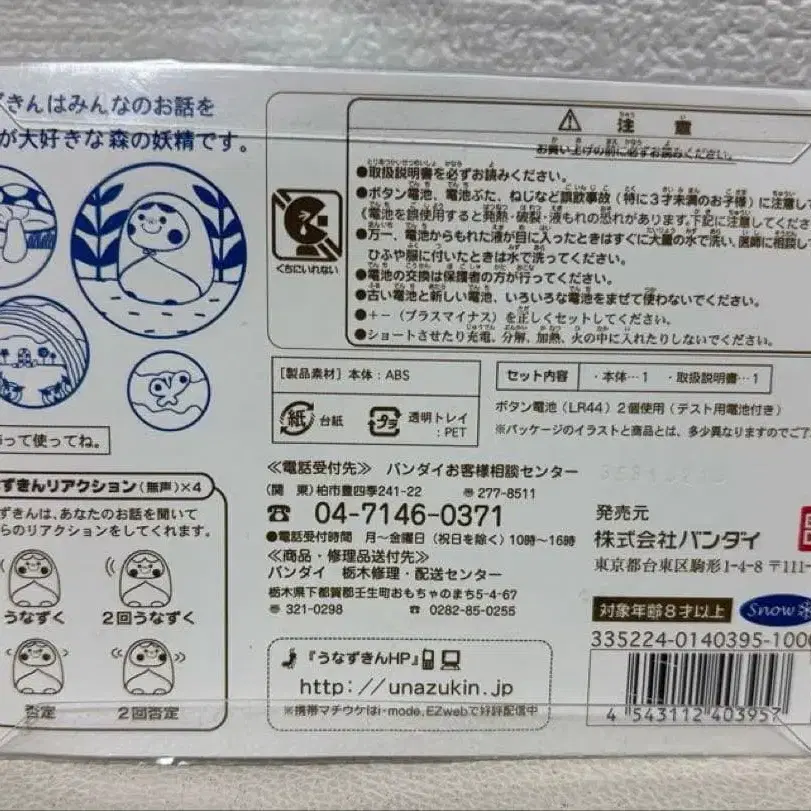 ずきんはみんなのお話を
が大好きな森の妖精です。
って使ってね。
ずきんリアクション(無声)×4
ずきんは、あなたのお話を聞いて
らのリアクションをしてくれます。
うなずく
2回うなずく
否定
2回否定
くちにいれない
⚠ 注意
お買い上げの前に必ずお読みください。
●取扱説明書を必ずお読みください。
●ボタン電池、電池ぶた、ねじなど誤飲事故(特に3才未満のお子様)に注意して
《電池を誤使用すると発熱・破裂・液もれの恐れがあります。下記に注意してくださ
●万一、電池からもれた液が目に入ったときはすぐに大量の水で洗い、医師に相談し
ひふや服に付いたときは水で洗ってください。
●電池の交換は保護者の方が行ってください。
●古い電池と新しい電池、いろいろな電池をまぜて使わないでください。
●+-(プラスマイナス)を正しくセットしてください。
●ショートさせたり充電、分解、加熱、火の中に入れたりしないでください。
[製品素材]本体:ABS
紙 台紙
プラ 透明トレイ
:PET
セット内容 ・本体…1 ・取扱説明書…1
ボタン電池(LR44)2個使用(テスト用電池付き)
※パッケージのイラストと商品とは、多少異なりますのでご了
≪電話受付先≫ バンダイお客様相談センター
(関 東)柏市豊四季241-22 〠277-8511
☎ 04-7146-0371
●電話受付時間 月〜金曜日(祝日を除く)10時〜16時
≪商品・修理品送付先≫
バンダイ 栃木修理・配送センター
栃木県下都賀郡壬生町おもちゃのまち5-4-67
〠321-0298 ☎0282-85-0255
『うなずきんHP』
http://unazukin.jp
※携帯マチウケはi-mode,EZwebで好評配信中
発売元
株式会社バンダイ
東京都台東区駒形1-4-8 〒111-
対象年齢8才以上
Snow
335224-0140395-100
4 543112 403957